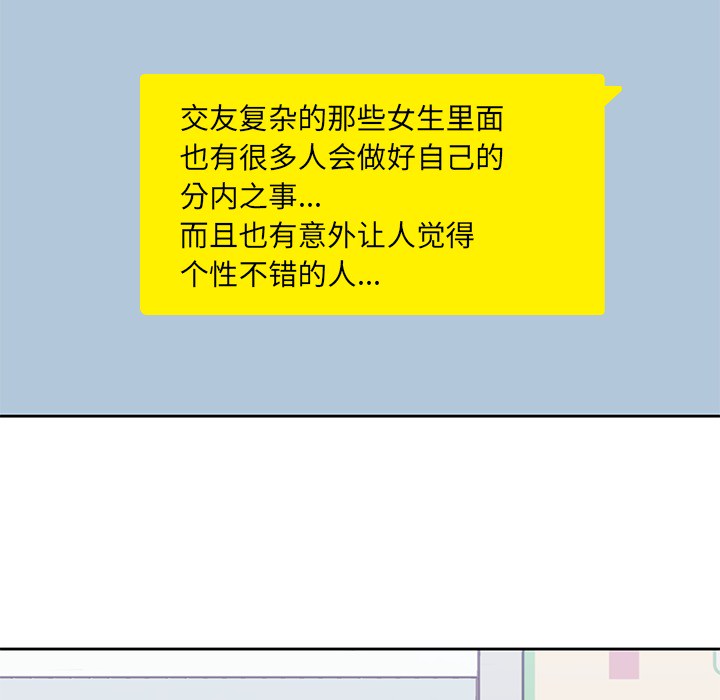 交友复杂的那些女生里面
也有很多人会做好自己的
分内之事...
而且也有意外让人觉得
个性不错的人...